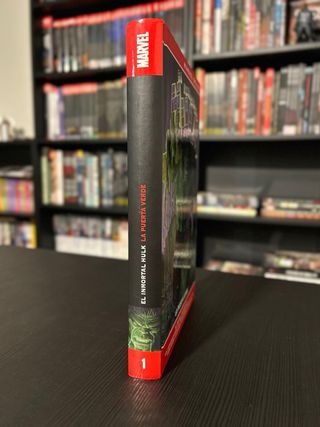 MARVEL
EL INMORTAL HULK LA PUERTA VERDE
1